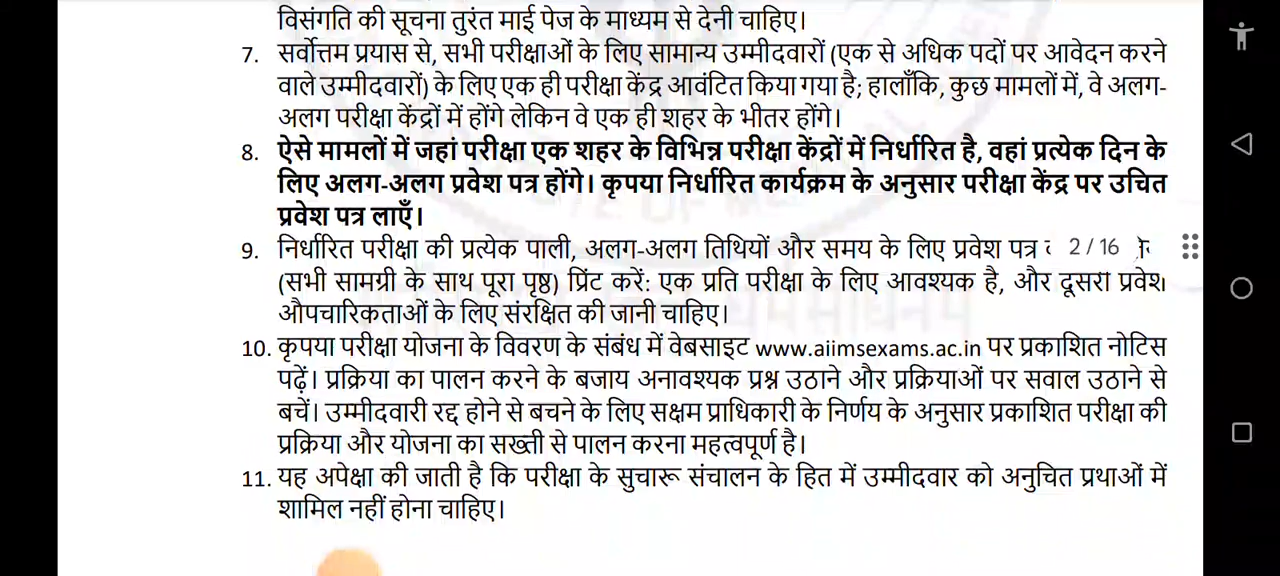 विसंगति की सूचना तुरंत माई पेज के माध्यम से देनी चाहिए।
7. सर्वोत्तम प्रयास से, सभी परीक्षाओं के लिए सामान्य उम्मीदवारों (एक से अधिक पदों पर आवेदन करने
वाले उम्मीदवारों) के लिए एक ही परीक्षा केंद्र आवंटित किया गया है; हालाँकि, कुछ मामलों में, वे अलग-
अलग परीक्षा केंद्रों में होंगे लेकिन वे एक ही शहर के भीतर होंगे।
8. ऐसे मामलों में जहां परीक्षा एक शहर के विभिन्न परीक्षा केंद्रों में निर्धारित है, वहां प्रत्येक दिन के
लिए अलग-अलग प्रवेश पत्र होंगे। कृपया निर्धारित कार्यक्रम के अनुसार परीक्षा केंद्र पर उचित
प्रवेश पत्र लाएँ।
9. निर्धारित परीक्षा की प्रत्येक पाली, अलग-अलग तिथियों और समय के लिए प्रवेश पत्र 2 / 16
(सभी सामग्री के साथ पूरा पृष्ठ) प्रिंट करें: एक प्रति परीक्षा के लिए आवश्यक है, और दूसरा प्रवेश
औपचारिकताओं के लिए संरक्षित की जानी चाहिए।
10. कृपया परीक्षा योजना के विवरण के संबंध में वेबसाइट www.aiimsexams.ac.in पर प्रकाशित नोटिस
पढ़ें। प्रक्रिया का पालन करने के बजाय अनावश्यक प्रश्न उठाने और प्रक्रियाओं पर सवाल उठाने से
बचें। उम्मीदवारी रद्द होने से बचने के लिए सक्षम प्राधिकारी के निर्णय के अनुसार प्रकाशित परीक्षा की
प्रक्रिया और योजना का सख्ती से पालन करना महत्वपूर्ण है।
11. यह अपेक्षा की जाती है कि परीक्षा के सुचारू संचालन के हित में उम्मीदवार को अनुचित प्रथाओं में
शामिल नहीं होना चाहिए।